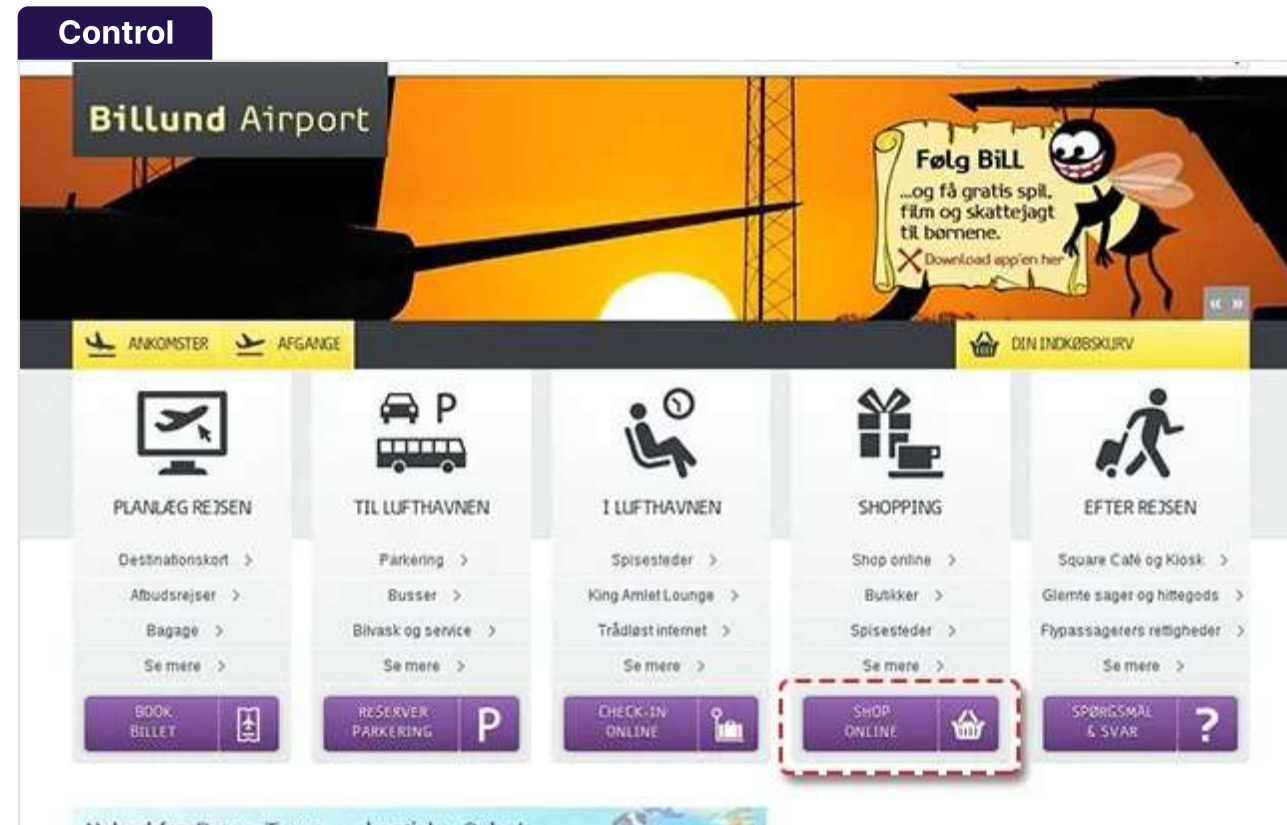 Control
Billund Airport
Følg BiLL
...og få gratis spil,
film og skattejagt
til børnene.
Download app'en her
« »
ANKOMSTER
AFGANGE
DIN INDKØBSKURV
P
PLANLÆG REJSEN
Destinationskort >
Afbudsrejser >
Bagage >
Se mere >
BOOK
BILLET
TIL LUFTHAVNEN
Parkering >
Busser >
Bilvask og service >
Se mere >
RESERVER
PARKERING
P
I LUFTHAVNEN
Spisesteder >
King Amlet Lounge >
Trådløst internet >
Se mere >
CHECK-IN
ONLINE
SHOPPING
Shop online >
Butikker >
Spisesteder >
Se mere >
SHOP
ONLINE
EFTER REJSEN
Square Café og Kiosk >
Glemte sager og hittegods >
Flypassagerers rettigheder >
Se mere >
SPØRGSMÅL
& SVAR
?